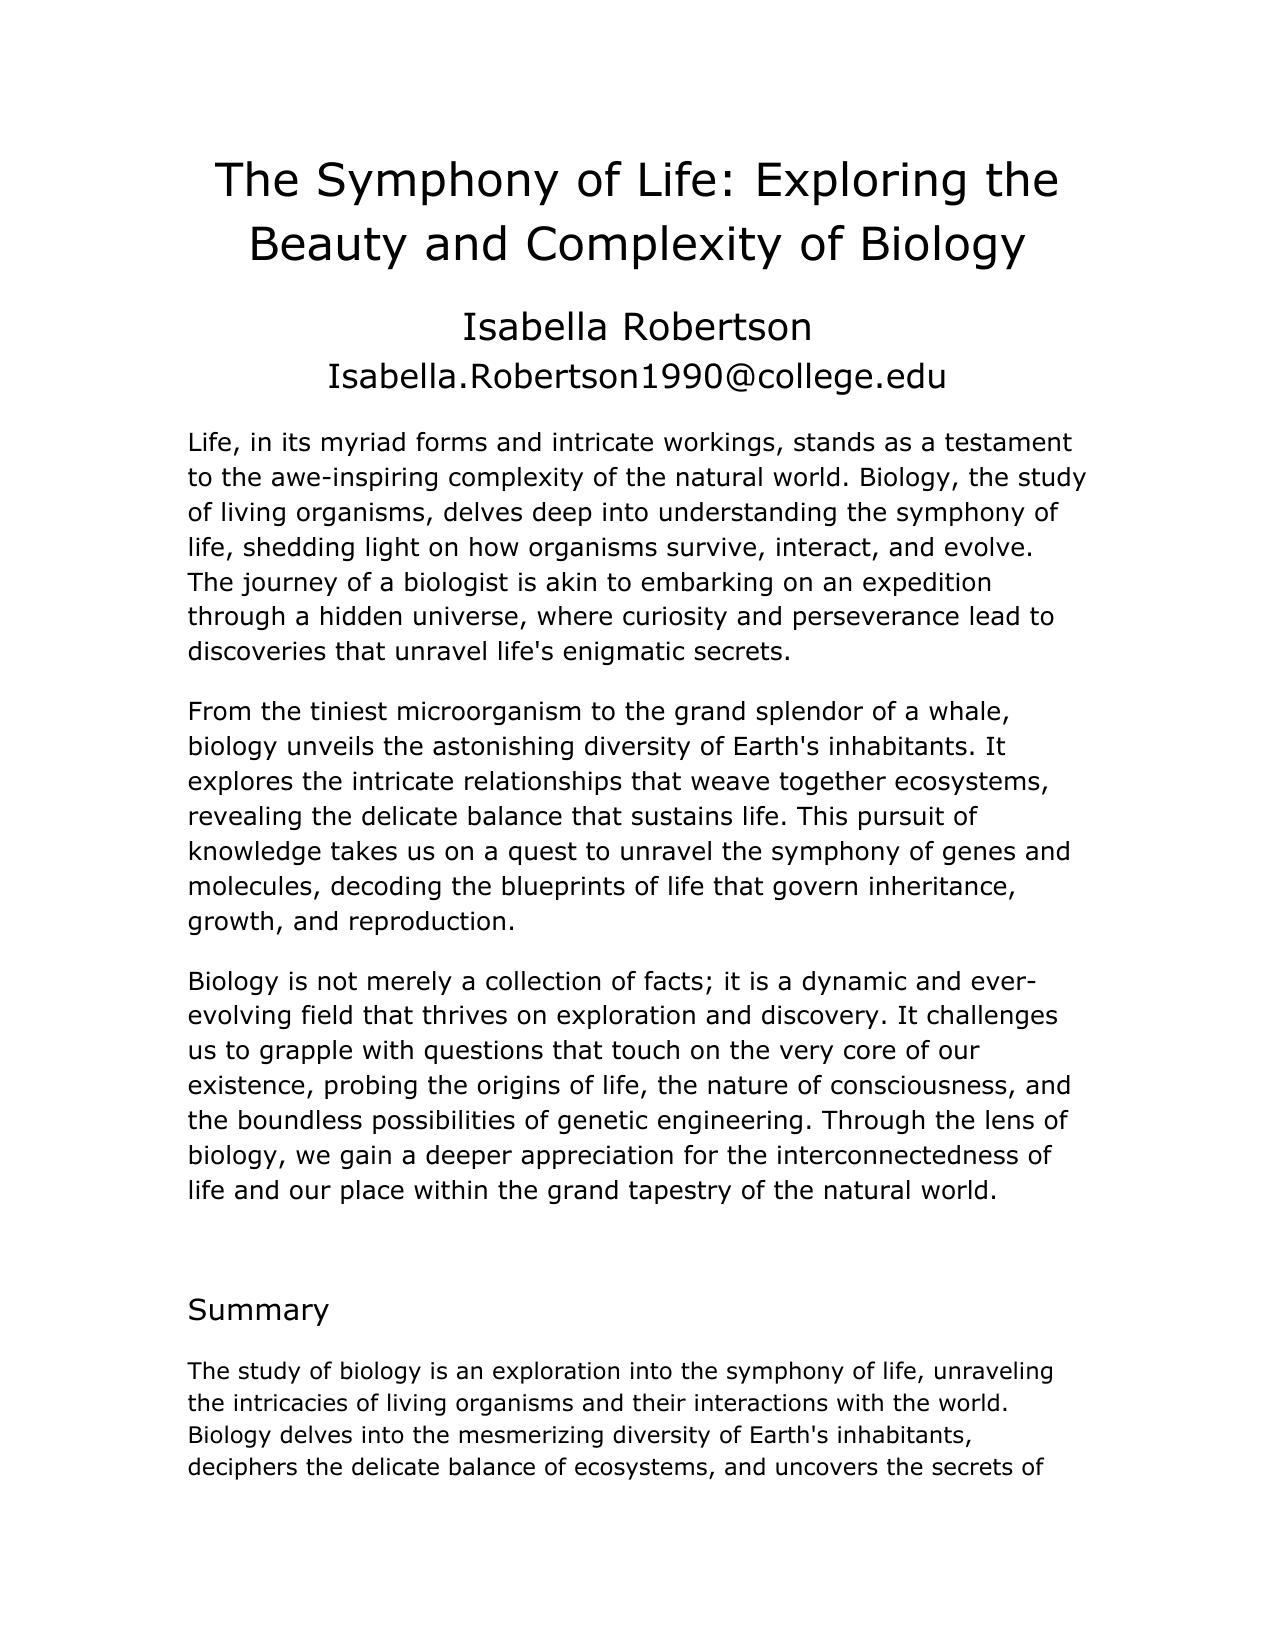 The Symphony of Life: Exploring the
Beauty and Complexity of Biology
Isabella Robertson
Isabella.Robertson1990@college.edu
Life, in its myriad forms and intricate workings, stands as a testament
to the awe-inspiring complexity of the natural world. Biology, the study
of living organisms, delves deep into understanding the symphony of
life, shedding light on how organisms survive, interact, and evolve.
The journey of a biologist is akin to embarking on an expedition
through a hidden universe, where curiosity and perseverance lead to
discoveries that unravel life's enigmatic secrets.
From the tiniest microorganism to the grand splendor of a whale,
biology unveils the astonishing diversity of Earth's inhabitants. It
explores the intricate relationships that weave together ecosystems,
revealing the delicate balance that sustains life. This pursuit of
knowledge takes us on a quest to unravel the symphony of genes and
molecules, decoding the blueprints of life that govern inheritance,
growth, and reproduction.
Biology is not merely a collection of facts; it is a dynamic and ever-
evolving field that thrives on exploration and discovery. It challenges
us to grapple with questions that touch on the very core of our
existence, probing the origins of life, the nature of consciousness, and
the boundless possibilities of genetic engineering. Through the lens of
biology, we gain a deeper appreciation for the interconnectedness of
life and our place within the grand tapestry of the natural world.
Summary
The study of biology is an exploration into the symphony of life, unraveling
the intricacies of living organisms and their interactions with the world.
Biology delves into the mesmerizing diversity of Earth's inhabitants,
deciphers the delicate balance of ecosystems, and uncovers the secrets of